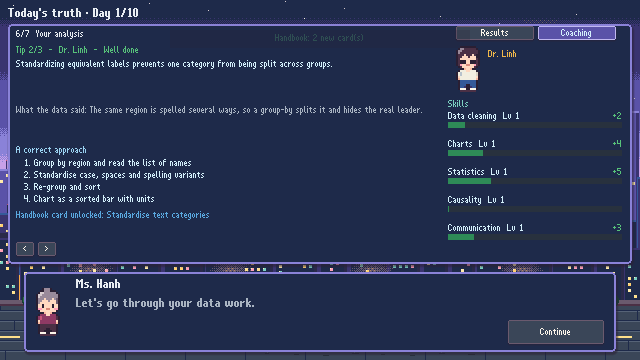 Today's truth · Day 1/10
6/7 Your analysis
Handbook: 2 new card(s)
Results
Coaching
Tip 2/3 - Dr. Linh - Well done
Standardizing equivalent labels prevents one category from being split across groups.
Dr. Linh
What the data said: The same region is spelled several ways, so a group-by splits it and hides the real leader.
Skills
Data cleaning Lv 1 +2
Charts Lv 1 +4
Statistics Lv 1 +5
Causality Lv 1
Communication Lv 1 +3
A correct approach
1. Group by region and read the list of names
2. Standardise case, spaces and spelling variants
3. Re-group and sort
4. Chart as a sorted bar with units
Handbook card unlocked: Standardise text categories
< >
Ms. Hanh
Let's go through your data work.
Continue